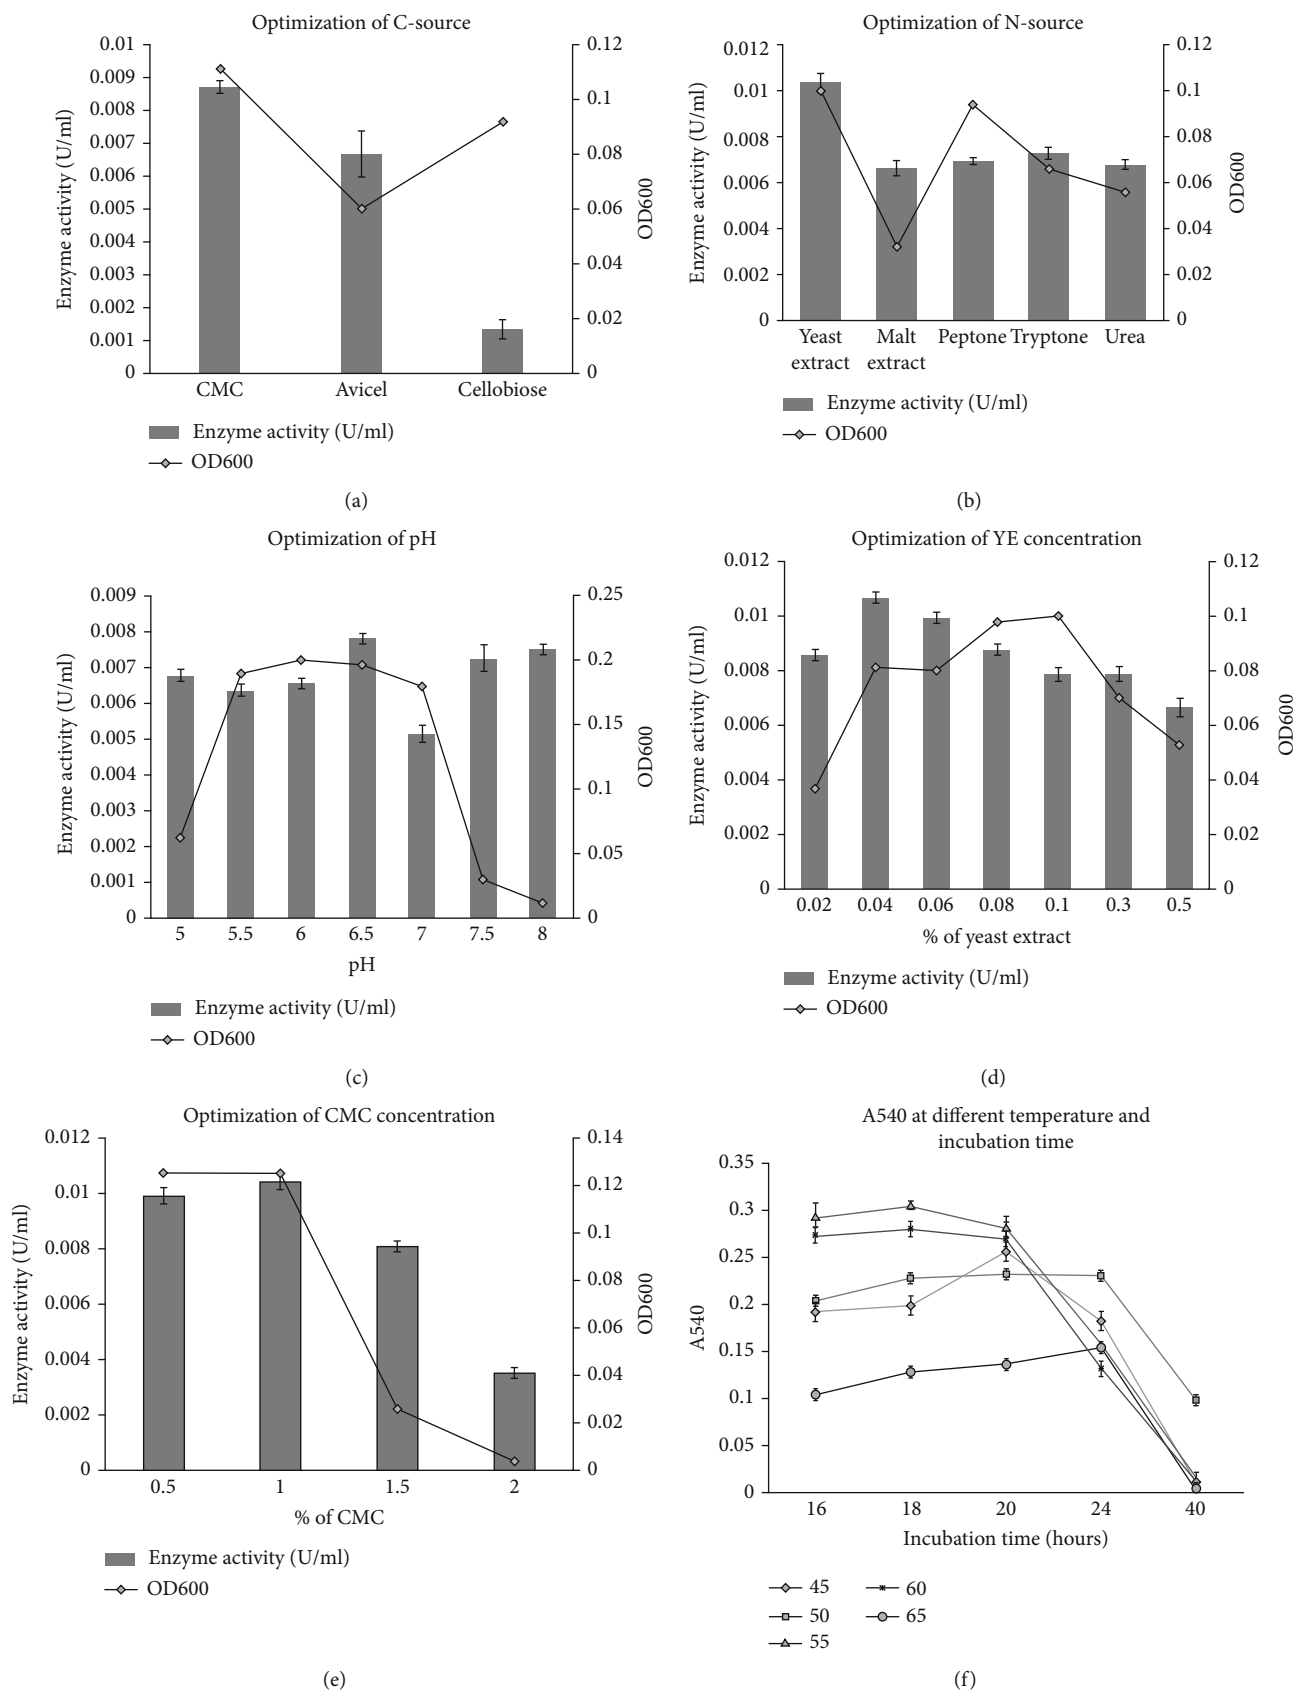 Optimization of C-source
0.01
0.009
0.008
0.007
0.006
0.005
0.004
0.003
0.002
0.001
0
Enzyme activity (U/ml)
0.12
0.1
0.08
0.06
0.04
0.02
0
OD600
CMC Avicel Cellobiose
Enzyme activity (U/ml)
OD600
(a)
Optimization of N-source
0.012
0.01
0.008
0.006
0.004
0.002
0
Enzyme activity (U/ml)
0.12
0.1
0.08
0.06
0.04
0.02
0
OD600
Yeast Malt Peptone Tryptone Urea
extract extract
Enzyme activity (U/ml)
OD600
(b)
Optimization of pH
0.009
0.008
0.007
0.006
0.005
0.004
0.003
0.002
0.001
0
Enzyme activity (U/ml)
0.25
0.2
0.15
0.1
0.05
0
OD600
5 5.5 6 6.5 7 7.5 8
pH
Enzyme activity (U/ml)
OD600
(c)
Optimization of YE concentration
0.012
0.01
0.008
0.006
0.004
0.002
0
Enzyme activity (U/ml)
0.12
0.1
0.08
0.06
0.04
0.02
0
OD600
0.02 0.04 0.06 0.08 0.1 0.3 0.5
% of yeast extract
Enzyme activity (U/ml)
OD600
(d)
Optimization of CMC concentration
0.012
0.01
0.008
0.006
0.004
0.002
0
Enzyme activity (U/ml)
0.14
0.12
0.1
0.08
0.06
0.04
0.02
0
OD600
0.5 1 1.5 2
% of CMC
Enzyme activity (U/ml)
OD600
(e)
A540 at different temperature and
incubation time
0.35
0.3
0.25
0.2
0.15
0.1
0.05
0
A540
16 18 20 24 40
Incubation time (hours)
45 60
50 65
55
(f)